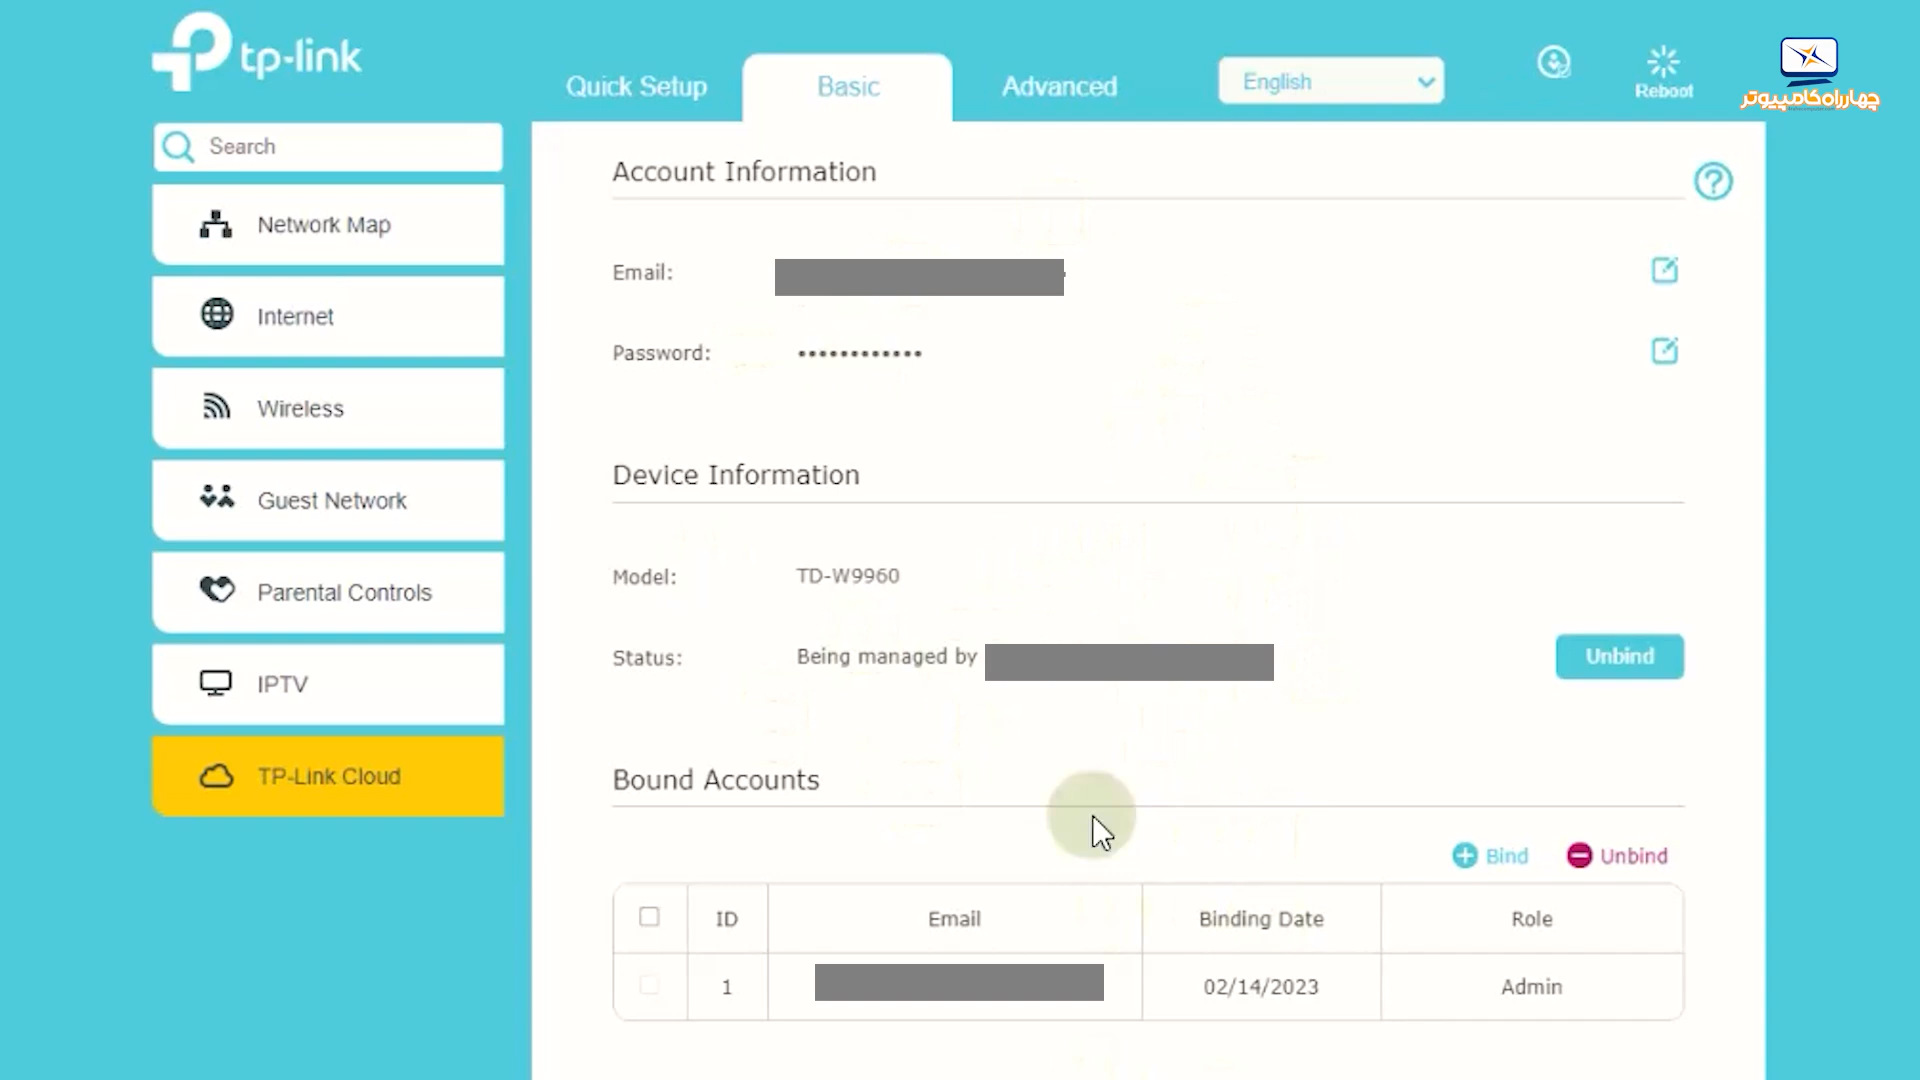 tp-link
Quick Setup
Basic
Advanced
English
Reboot
چهارراه کامپیوتر
Search
Network Map
Internet
Wireless
Guest Network
Parental Controls
IPTV
TP-Link Cloud
Account Information
Email:
Password: ••••••••••••
Device Information
Model: TD-W9960
Status: Being managed by
Unbind
Bound Accounts
Bind
Unbind
ID Email Binding Date Role
1 02/14/2023 Admin